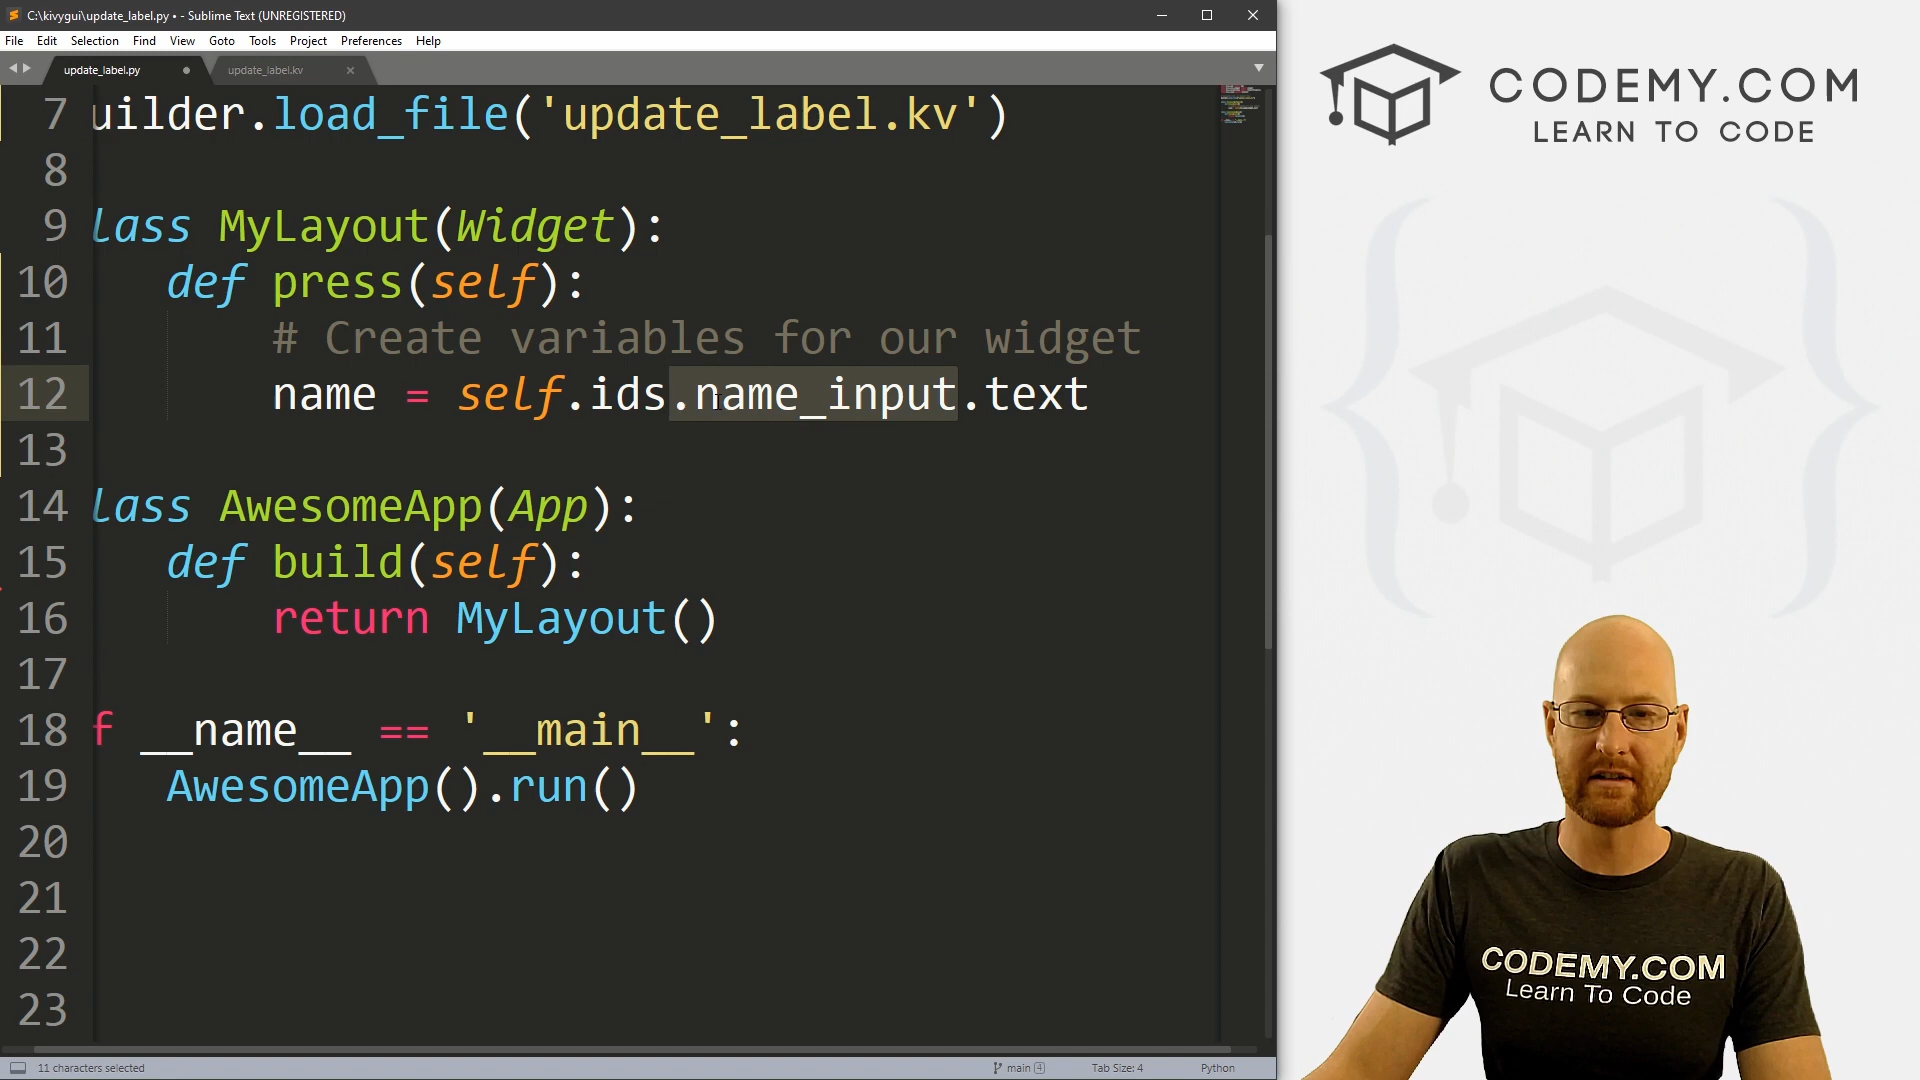 C:\kivygui\update_label.py • - Sublime Text (UNREGISTERED)
File Edit Selection Find View Goto Tools Project Preferences Help
update_label.py
update_label.kv
7 uilder.load_file('update_label.kv')
8
9 lass MyLayout(Widget):
10 def press(self):
11 # Create variables for our widget
12 name = self.ids.name_input.text
13
14 lass AwesomeApp(App):
15 def build(self):
16 return MyLayout()
17
18 f __name__ == '__main__':
19 AwesomeApp().run()
20
21
22
23
11 characters selected
main 4
Tab Size: 4
Python
CODEMY.COM
LEARN TO CODE
CODEMY.COM
Learn To Code